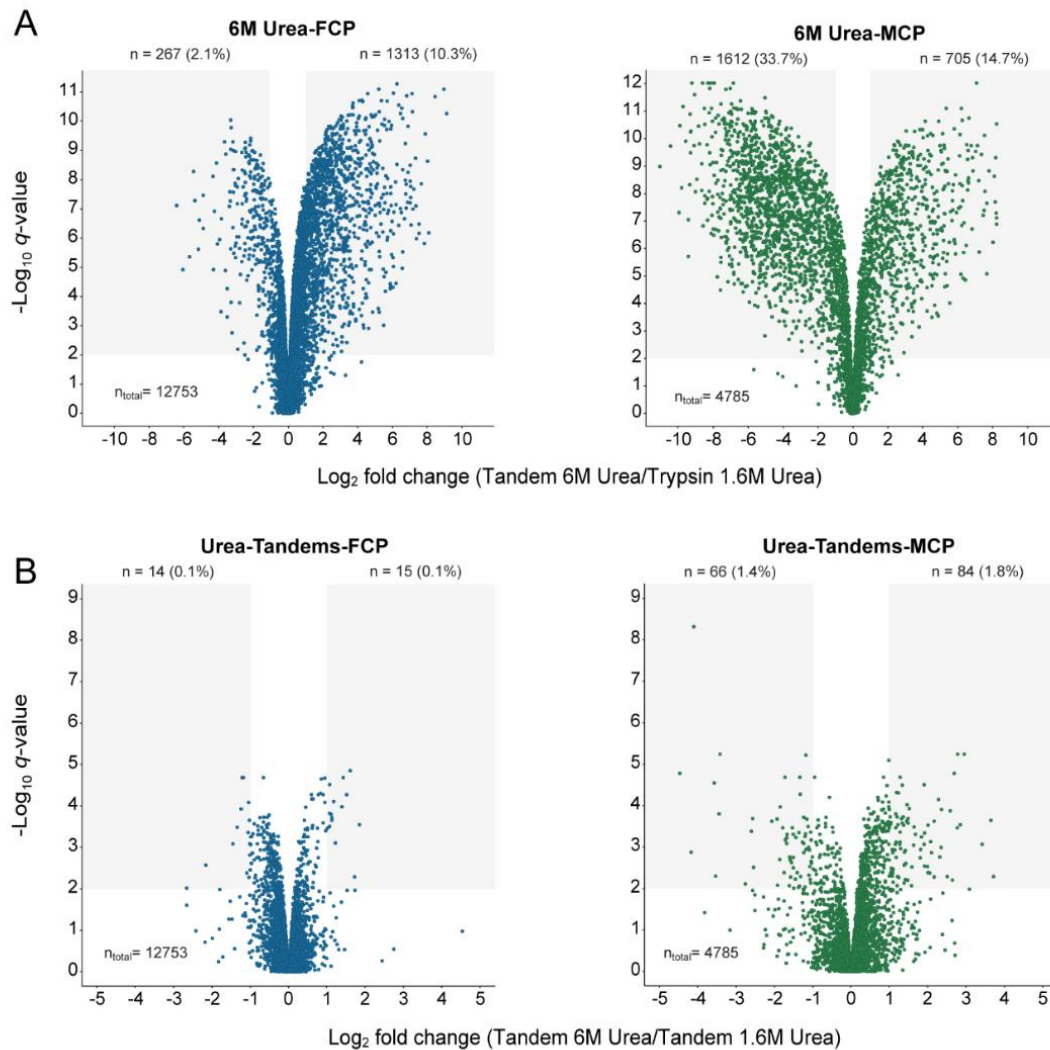 A
6M Urea-FCP
n = 267 (2.1%) n = 1313 (10.3%)
11
10
9
8
7
6
5
4
3
2
1
0
n_total= 12753
-10 -8 -6 -4 -2 0 2 4 6 8 10
-Log₁₀ q-value
6M Urea-MCP
n = 1612 (33.7%) n = 705 (14.7%)
12
11
10
9
8
7
6
5
4
3
2
1
0
n_total= 4785
-10 -8 -6 -4 -2 0 2 4 6 8 10
Log₂ fold change (Tandem 6M Urea/Trypsin 1.6M Urea)
B
Urea-Tandems-FCP
n = 14 (0.1%) n = 15 (0.1%)
9
8
7
6
5
4
3
2
1
0
n_total= 12753
-5 -4 -3 -2 -1 0 1 2 3 4 5
-Log₁₀ q-value
Urea-Tandems-MCP
n = 66 (1.4%) n = 84 (1.8%)
9
8
7
6
5
4
3
2
1
0
n_total= 4785
-5 -4 -3 -2 -1 0 1 2 3 4 5
Log₂ fold change (Tandem 6M Urea/Tandem 1.6M Urea)